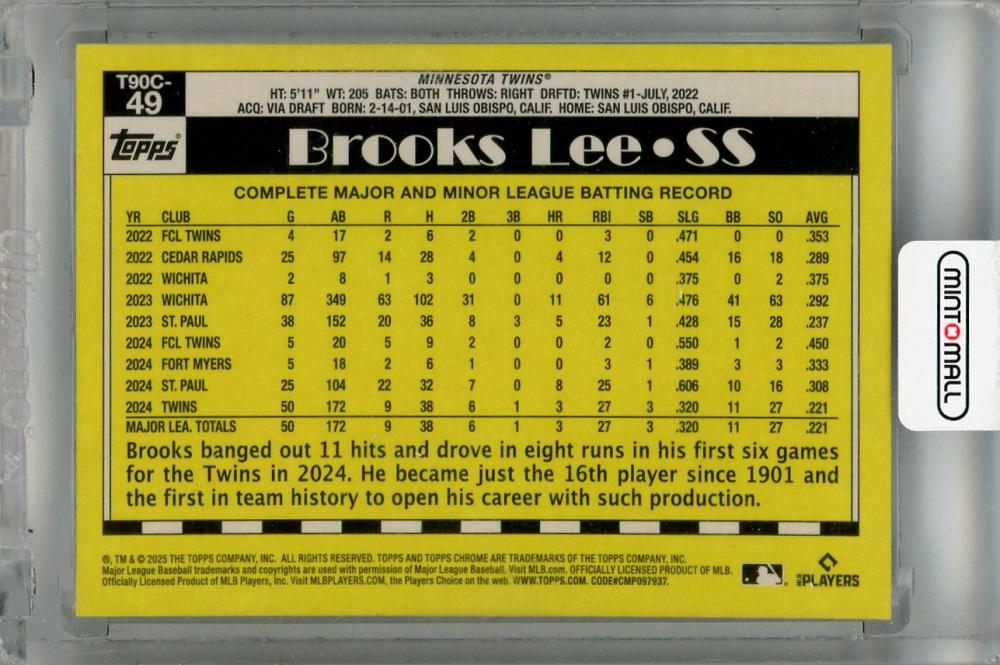 T90C-
49
MINNESOTA TWINS®
HT: 5'11" WT: 205 BATS: BOTH THROWS: RIGHT DRFTD: TWINS #1-JULY, 2022
ACQ: VIA DRAFT BORN: 2-14-01, SAN LUIS OBISPO, CALIF. HOME: SAN LUIS OBISPO, CALIF.
Topps®
Brooks Lee • SS
COMPLETE MAJOR AND MINOR LEAGUE BATTING RECORD
YR CLUB G AB R H 2B 3B HR RBI SB SLG BB SO AVG
2022 FCL TWINS 4 17 2 6 2 0 0 3 0 .471 0 0 .353
2022 CEDAR RAPIDS 25 97 14 28 4 0 4 12 0 .454 16 18 .289
2022 WICHITA 2 8 1 3 0 0 0 0 0 .375 0 2 .375
2023 WICHITA 87 349 63 102 31 0 11 61 6 .476 41 63 .292
2023 ST. PAUL 38 152 20 36 8 3 5 23 1 .428 15 28 .237
2024 FCL TWINS 5 20 5 9 2 0 0 2 0 .550 1 2 .450
2024 FORT MYERS 5 18 2 6 1 0 0 3 1 .389 3 3 .333
2024 ST. PAUL 25 104 22 32 7 0 8 25 1 .606 10 16 .308
2024 TWINS 50 172 9 38 6 1 3 27 3 .320 11 27 .221
MAJOR LEA. TOTALS 50 172 9 38 6 1 3 27 3 .320 11 27 .221
Brooks banged out 11 hits and drove in eight runs in his first six games
for the Twins in 2024. He became just the 16th player since 1901 and
the first in team history to open his career with such production.
®, TM & © 2025 THE TOPPS COMPANY, INC. ALL RIGHTS RESERVED. TOPPS AND TOPPS CHROME ARE TRADEMARKS OF THE TOPPS COMPANY, INC.
Major League Baseball trademarks and copyrights are used with permission of Major League Baseball. Visit MLB.com. OFFICIALLY LICENSED PRODUCT OF MLB.
Officially Licensed Product of MLB Players, Inc. Visit MLBPLAYERS.COM, the Players Choice on the web. WWW.TOPPS.COM. CODE#CMP097937.
MLB PLAYERS
MINTOMALL